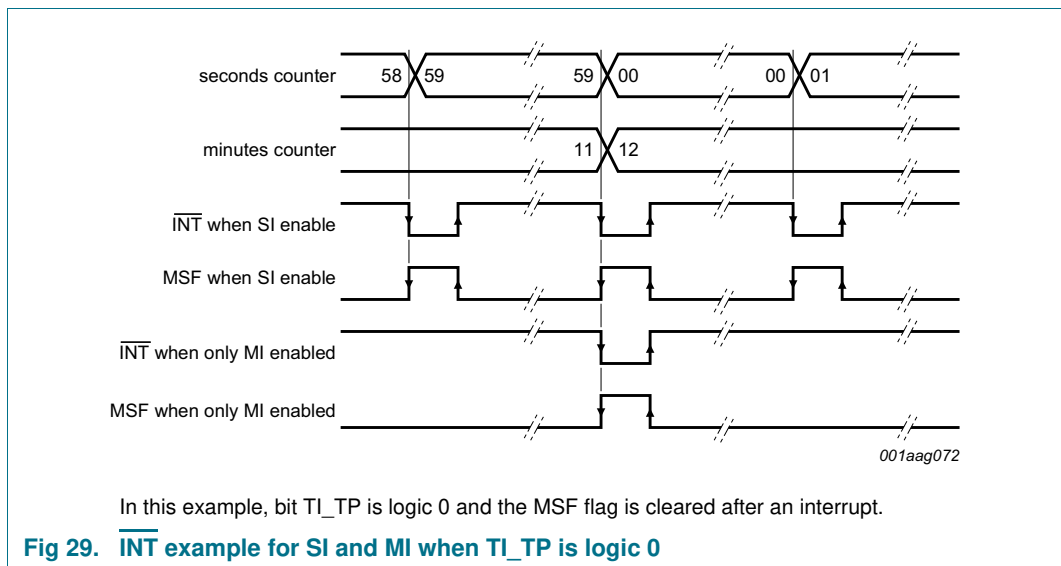 seconds counter 58 59 59 00 00 01
minutes counter 11 12
INT when SI enable
MSF when SI enable
INT when only MI enabled
MSF when only MI enabled
001aag072
In this example, bit TI_TP is logic 0 and the MSF flag is cleared after an interrupt.
Fig 29. INT example for SI and MI when TI_TP is logic 0